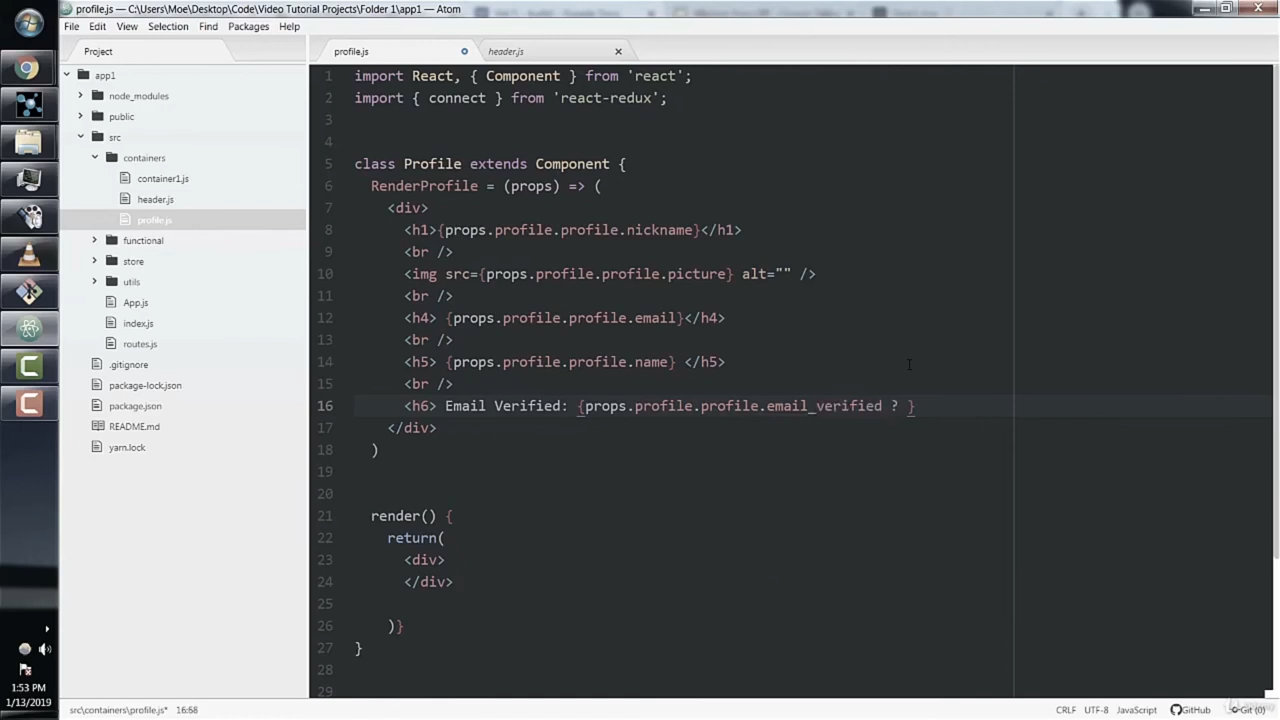 profile.js — C:\Users\Moe\Desktop\Code\Video Tutorial Projects\Folder 1\app1 — Atom
File Edit View Selection Find Packages Help
Project
profile.js
header.js
app1
node_modules
public
src
containers
container1.js
header.js
profile.js
functional
store
utils
App.js
index.js
routes.js
.gitignore
package-lock.json
package.json
README.md
yarn.lock
1 import React, { Component } from 'react';
2 import { connect } from 'react-redux';
3
4
5 class Profile extends Component {
6 RenderProfile = (props) => (
7 <div>
8 <h1>{props.profile.profile.nickname}</h1>
9 <br />
10 <img src={props.profile.profile.picture} alt="" />
11 <br />
12 <h4> {props.profile.profile.email}</h4>
13 <br />
14 <h5> {props.profile.profile.name} </h5>
15 <br />
16 <h6> Email Verified: {props.profile.profile.email_verified ? }
17 </div>
18 )
19
20
21 render() {
22 return(
23 <div>
24 </div>
25
26 )}
27 }
28
29
1:53 PM
1/13/2019
src\containers\profile.js* 16:68
CRLF UTF-8 JavaScript GitHub Git (0)